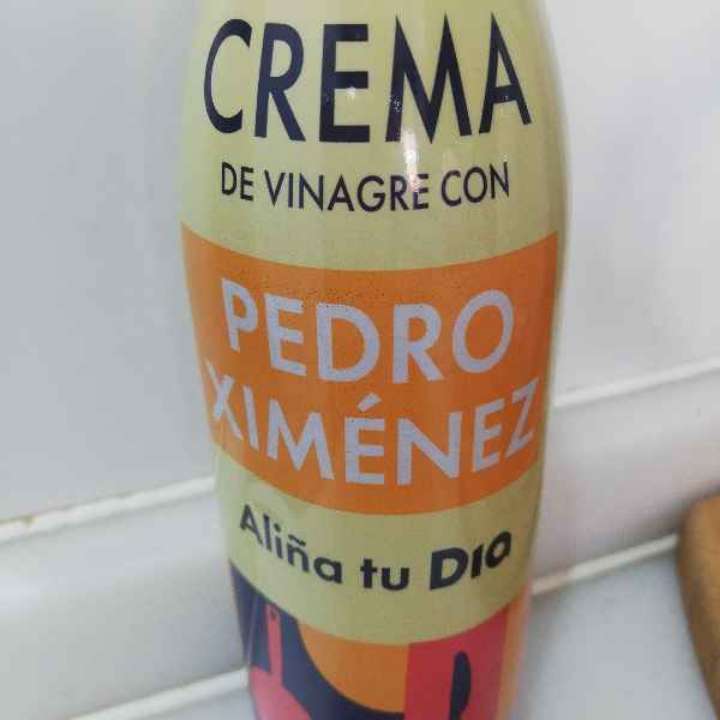 CREMA
DE VINAGRE CON
PEDRO
XIMÉNEZ
Aliña tu Dia